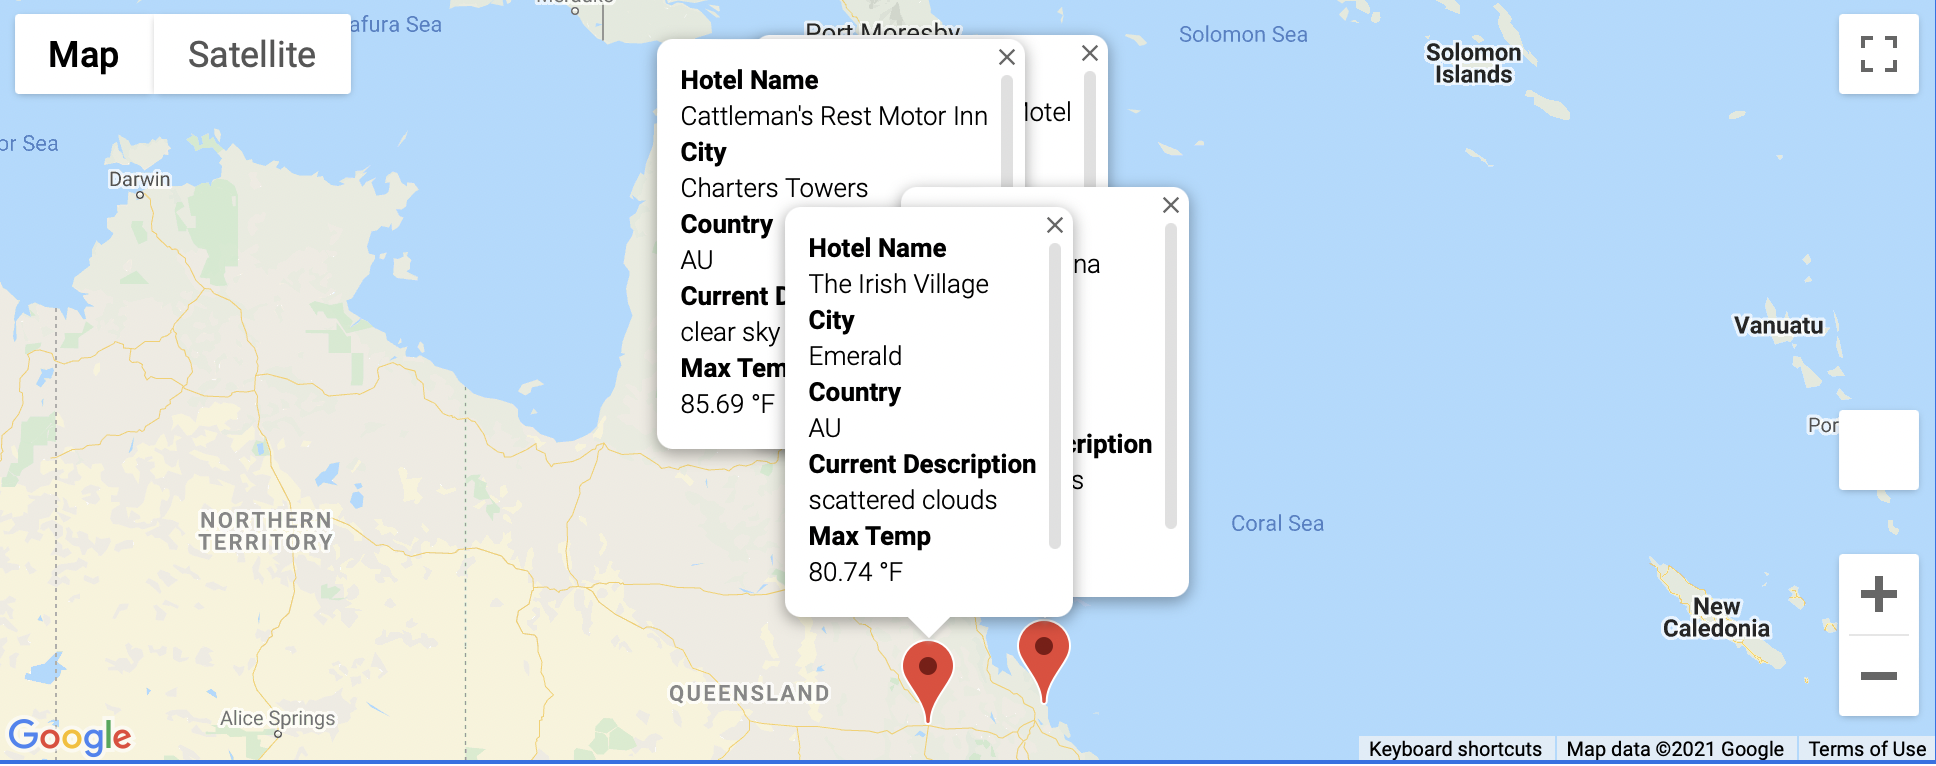 Map
Satellite
afura Sea
Port Moresby
Solomon Sea
Solomon
Islands
or Sea
Darwin
Hotel Name
Cattleman's Rest Motor Inn
City
Charters Towers
Country
AU
Current D
clear sky
Max Tem
85.69 °F
lotel
na
cription
s
Hotel Name
The Irish Village
City
Emerald
Country
AU
Current Description
scattered clouds
Max Temp
80.74 °F
Vanuatu
Por
Coral Sea
NORTHERN
TERRITORY
New
Caledonia
QUEENSLAND
Alice Springs
Google
Keyboard shortcuts
Map data ©2021 Google
Terms of Use